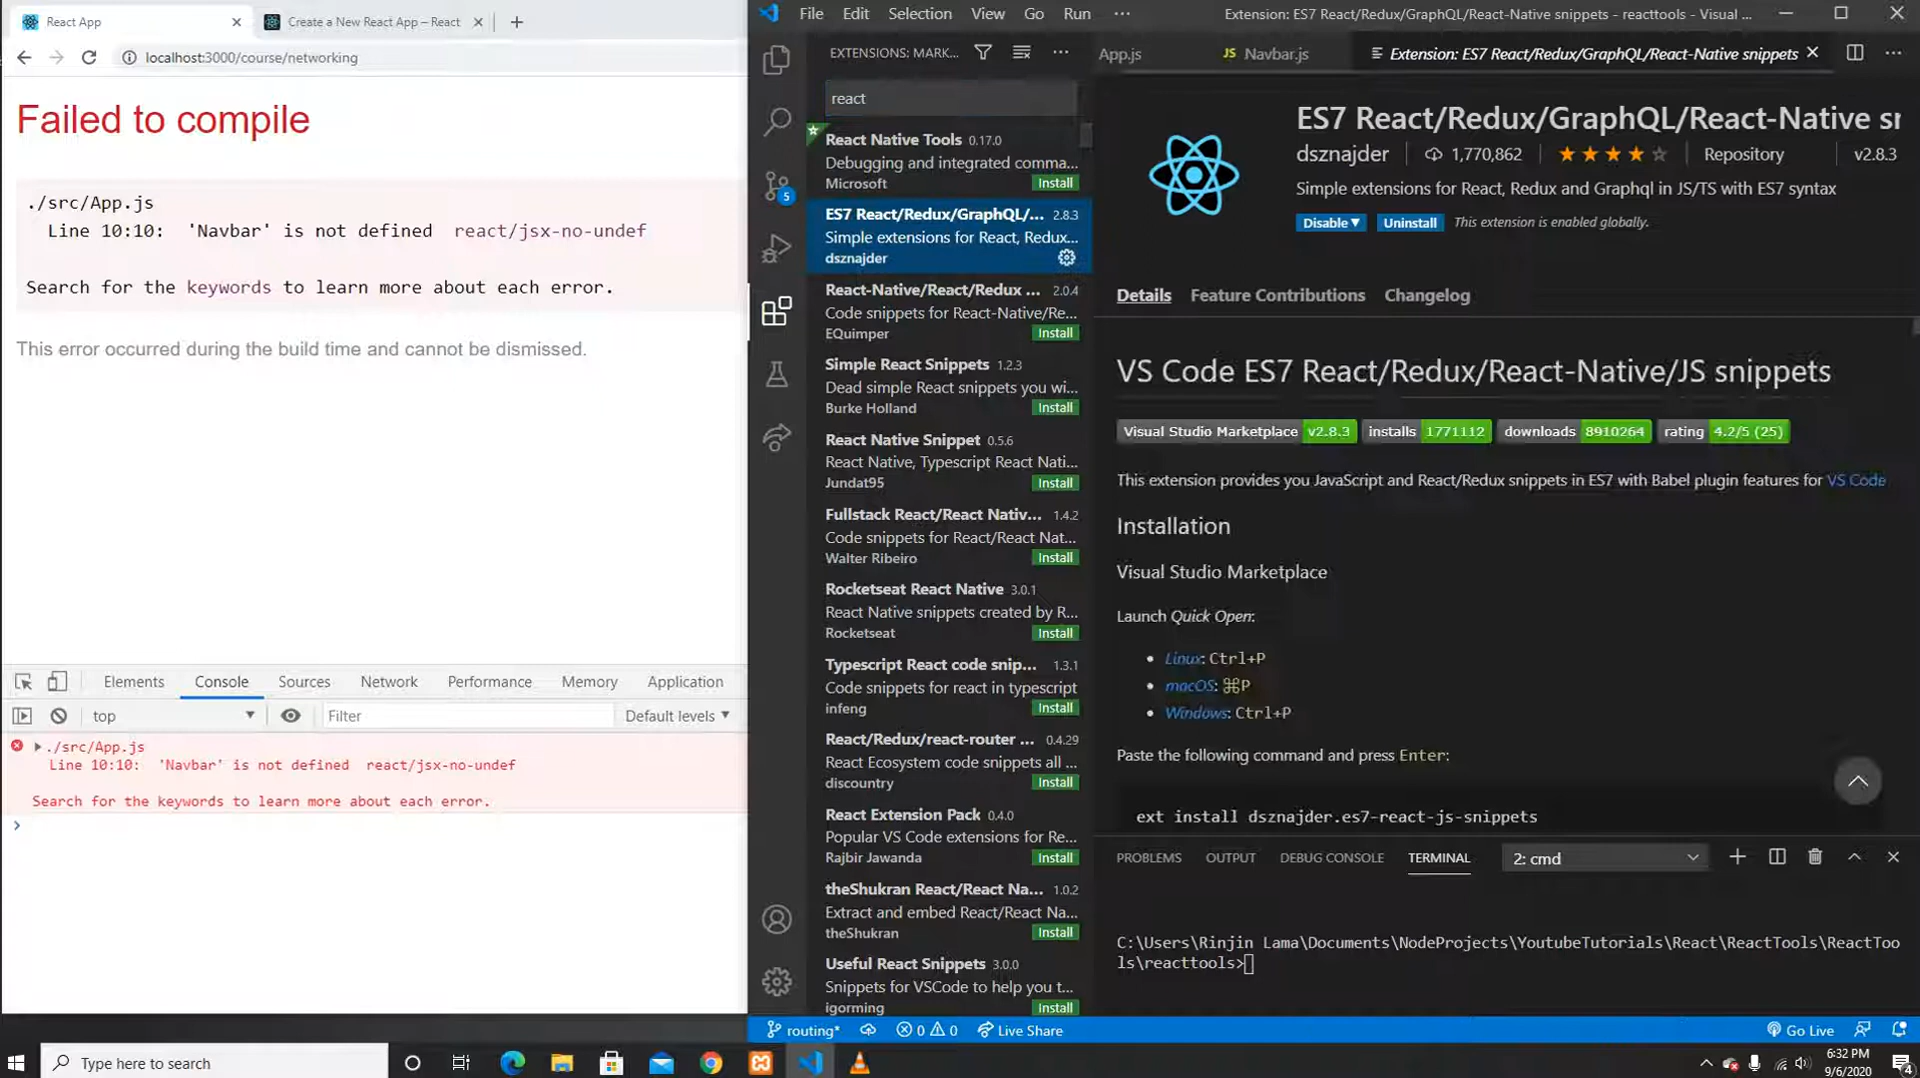 React App
Create a New React App – React
localhost:3000/course/networking
Failed to compile
./src/App.js
Line 10:10: 'Navbar' is not defined react/jsx-no-undef
Search for the keywords to learn more about each error.
This error occurred during the build time and cannot be dismissed.
Elements Console Sources Network Performance Memory Application
top Filter Default levels
./src/App.js
Line 10:10: 'Navbar' is not defined react/jsx-no-undef
Search for the keywords to learn more about each error.
File Edit Selection View Go Run ... Extension: ES7 React/Redux/GraphQL/React-Native snippets - reacttools - Visual ...
EXTENSIONS: MARK...
react
5
React Native Tools 0.17.0
Debugging and integrated comma...
Microsoft Install
ES7 React/Redux/GraphQL/... 2.8.3
Simple extensions for React, Redux...
dsznajder
React-Native/React/Redux ... 2.0.4
Code snippets for React-Native/Re...
EQuimper Install
Simple React Snippets 1.2.3
Dead simple React snippets you wi...
Burke Holland Install
React Native Snippet 0.5.6
React Native, Typescript React Nati...
Jundat95 Install
Fullstack React/React Nativ... 1.4.2
Code snippets for React/React Nat...
Walter Ribeiro Install
Rocketseat React Native 3.0.1
React Native snippets created by R...
Rocketseat Install
Typescript React code snip... 1.3.1
Code snippets for react in typescript
infeng Install
React/Redux/react-router ... 0.4.29
React Ecosystem code snippets all ...
discountry Install
React Extension Pack 0.4.0
Popular VS Code extensions for Re...
Rajbir Jawanda Install
theShukran React/React Na... 1.0.2
Extract and embed React/React Na...
theShukran Install
Useful React Snippets 3.0.0
Snippets for VSCode to help you t...
igorming Install
App.js JS Navbar.js Extension: ES7 React/Redux/GraphQL/React-Native snippets
ES7 React/Redux/GraphQL/React-Native sr
dsznajder 1,770,862 Repository v2.8.3
Simple extensions for React, Redux and Graphql in JS/TS with ES7 syntax
Disable Uninstall This extension is enabled globally.
Details Feature Contributions Changelog
VS Code ES7 React/Redux/React-Native/JS snippets
Visual Studio Marketplace v2.8.3 installs 1771112 downloads 8910264 rating 4.2/5 (25)
This extension provides you JavaScript and React/Redux snippets in ES7 with Babel plugin features for VS Code
Installation
Visual Studio Marketplace
Launch Quick Open:
Linux: Ctrl+P
macOS: ⌘P
Windows: Ctrl+P
Paste the following command and press Enter:
ext install dsznajder.es7-react-js-snippets
PROBLEMS OUTPUT DEBUG CONSOLE TERMINAL 2: cmd
C:\Users\Rinjin Lama\Documents\NodeProjects\YoutubeTutorials\React\ReactTools\ReactToo
ls\reacttools>
routing* 0 0 Live Share Go Live
Type here to search
6:32 PM
9/6/2020
4